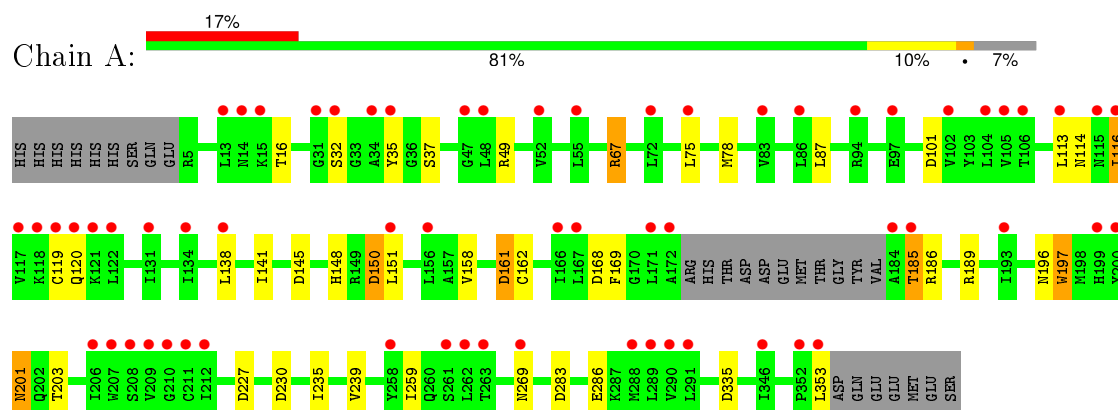 17%
Chain A:
81% 10% • 7%
HIS HIS HIS HIS HIS HIS SER GLN GLU R5 L13 N14 K15 T16 G31 S32 G33 A34 Y35 G36 S37 G47 L48 R49 V52 L55 R67 L72 L75 M78 V83 L86 L87 R94 E97 D101 V102 Y103 L104 V105 T106 L113 N114 N115 I116
V117 K118 C119 Q120 K121 L122 I131 I134 L138 I141 D145 H148 R149 D150 L151 L156 A157 V158 D161 C162 I166 L167 D168 F169 G170 L171 A172 ARG HIS THR ASP ASP GLU MET THR GLY TYR VAL A184 T185 R186 R189 I193 N196 W197 M198 H199 Y200
N201 Q202 T203 I206 W207 S208 V209 G210 C211 I212 D227 D230 I235 V239 Y258 I259 Q260 S261 L262 T263 N269 D283 E286 K287 M288 L289 V290 L291 D335 I346 P352 L353 ASP GLN GLU GLU MET GLU SER